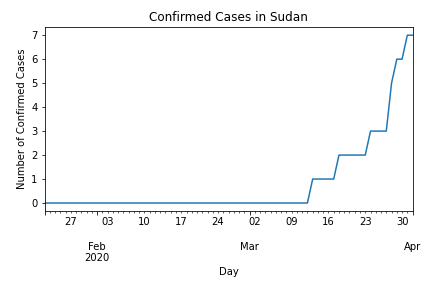 Confirmed Cases in Sudan
7
6
5
4
3
2
1
0
Number of Confirmed Cases
27 03 10 17 24 02 09 16 23 30
Feb Mar Apr
2020
Day